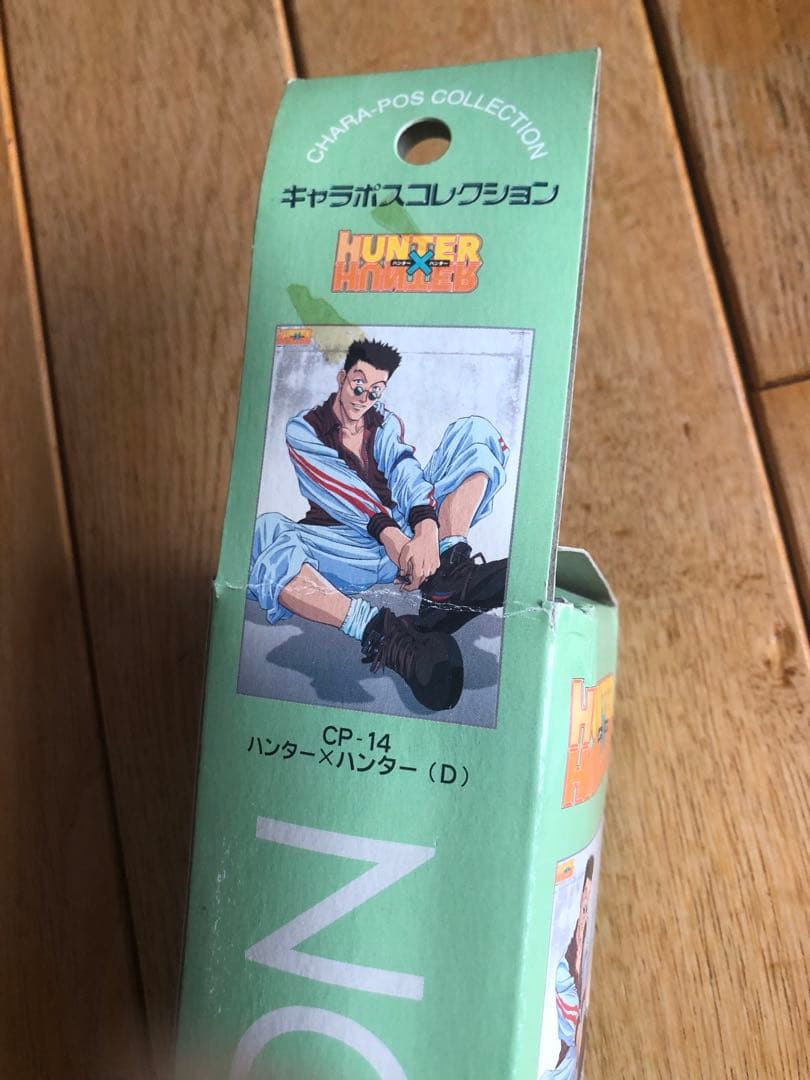 CHARA-POS COLLECTION
キャラポスコレクション
HUNTER
ハンター×ハンター
HUNTER
CP-14
ハンター×ハンター（D）